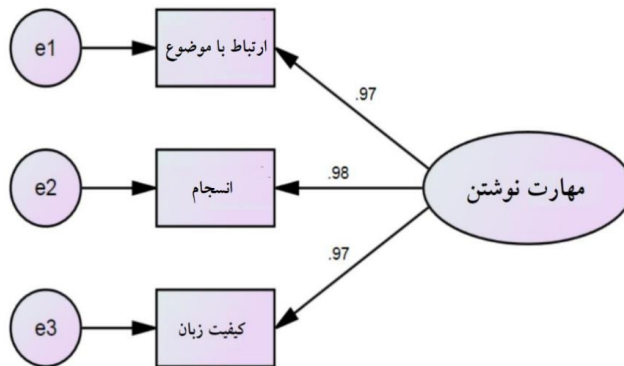 e1
ارتباط با موضوع
.97
e2
انسجام
.98
مهارت نوشتن
.97
e3
کیفیت زبان